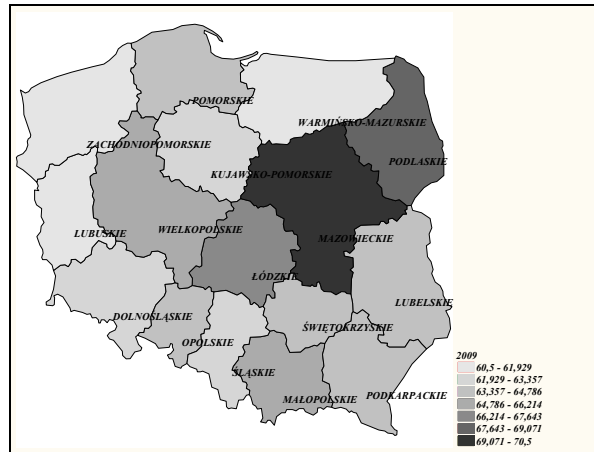 POMORSKIE
WARMIŃSKO-MAZURSKIE
ZACHODNIOPOMORSKIE
PODLASKIE
KUJAWSKO-POMORSKIE
WIELKOPOLSKIE
LUBUSKIE
MAZOWIECKIE
ŁÓDZKIE
LUBELSKIE
DOLNOŚLĄSKIE
ŚWIĘTOKRZYSKIE
OPOLSKIE
ŚLĄSKIE
PODKARPACKIE
MAŁOPOLSKIE
2009
60,5 - 61,929
61,929 - 63,357
63,357 - 64,786
64,786 - 66,214
66,214 - 67,643
67,643 - 69,071
69,071 - 70,5